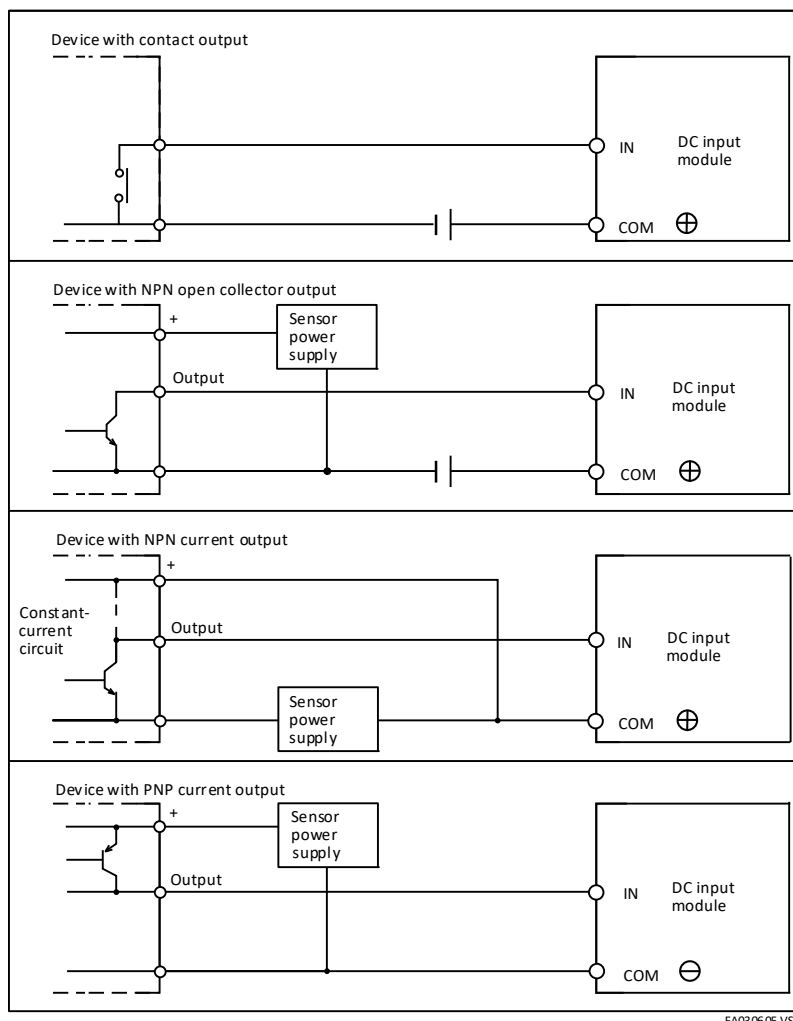 Device with contact output
IN
DC input
module
COM ⊕
Device with NPN open collector output
+
Sensor
power
supply
Output
IN
DC input
module
COM ⊕
Device with NPN current output
+
Constant-
current
circuit
Output
IN
DC input
module
Sensor
power
supply
COM ⊕
Device with PNP current output
+
Sensor
power
supply
Output
IN
DC input
module
COM ⊖